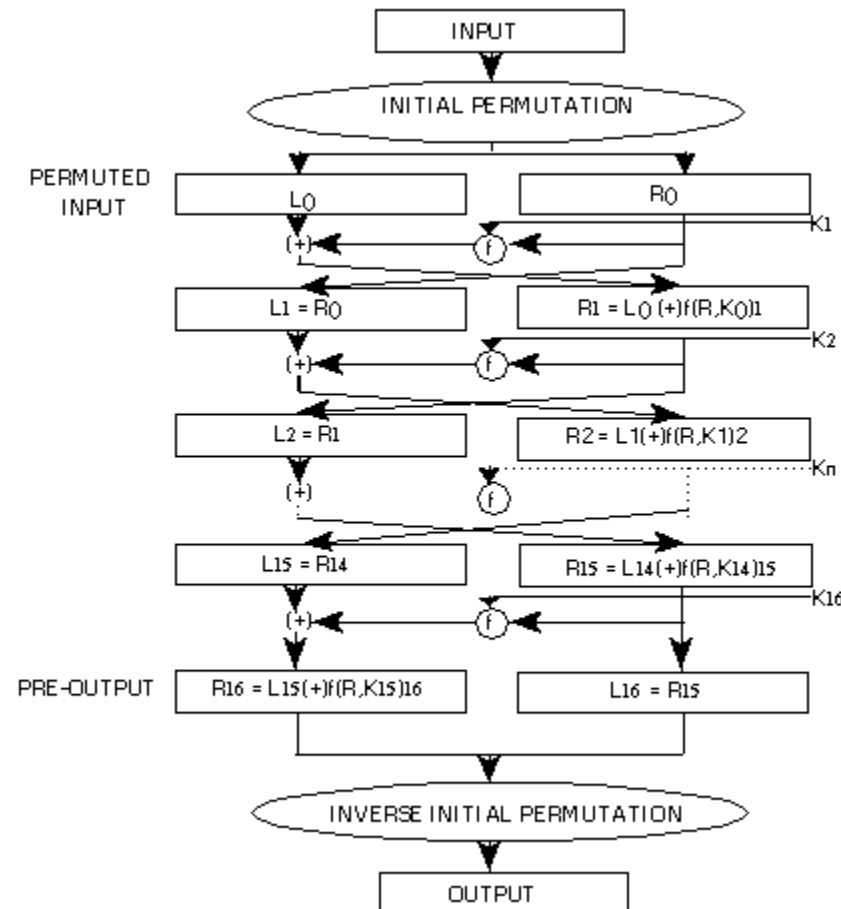 INPUT
INITIAL PERMUTATION
PERMUTED
INPUT
L0
R0
K1
(+)
f
L1 = R0
R1 = L0 (+)f(R,K0)1
K2
(+)
f
L2 = R1
R2 = L1(+)f(R,K1)2
Kn
(+)
f
L15 = R14
R15 = L14(+)f(R,K14)15
K16
(+)
f
PRE-OUTPUT
R16 = L15(+)f(R,K15)16
L16 = R15
INVERSE INITIAL PERMUTATION
OUTPUT